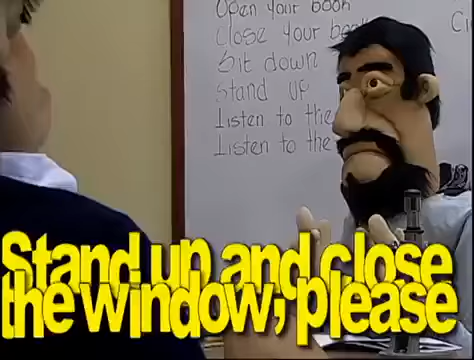 Open your book
Close your book
Sit down
Stand up
Listen to the
Listen to the
Stand up and close
the window, please